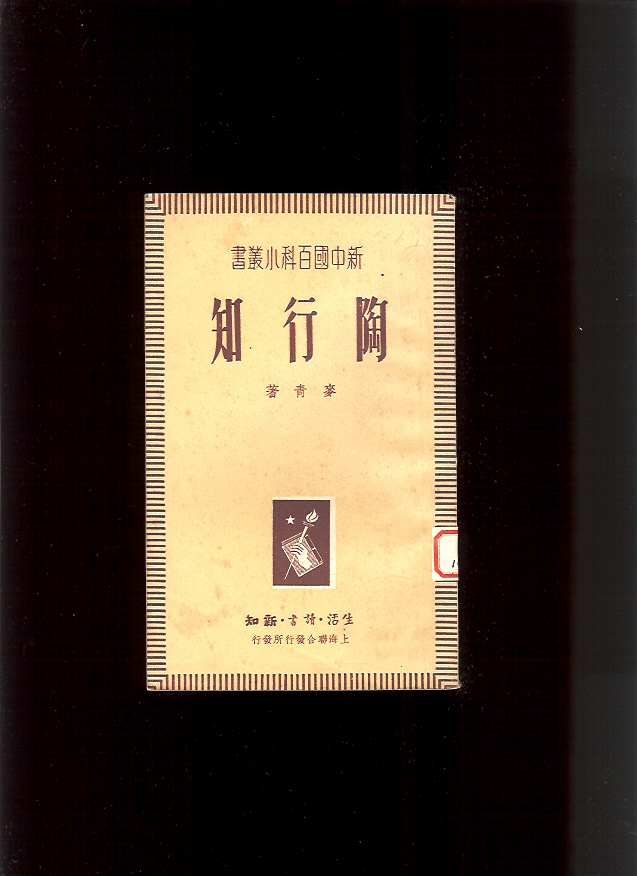 新中國百科小叢書
陶行知
麥青著
生活·讀書·新知
上海聯合發行所發行